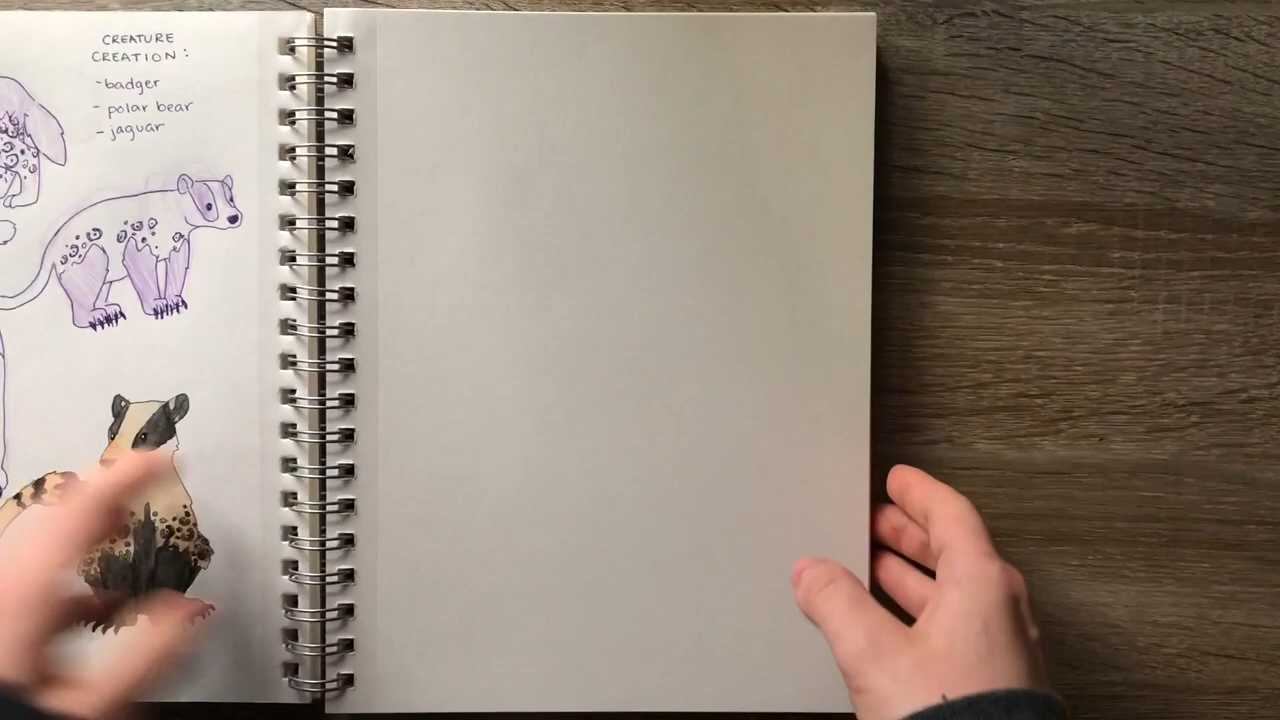 CREATURE
CREATION:
- badger
- polar bear
- jaguar